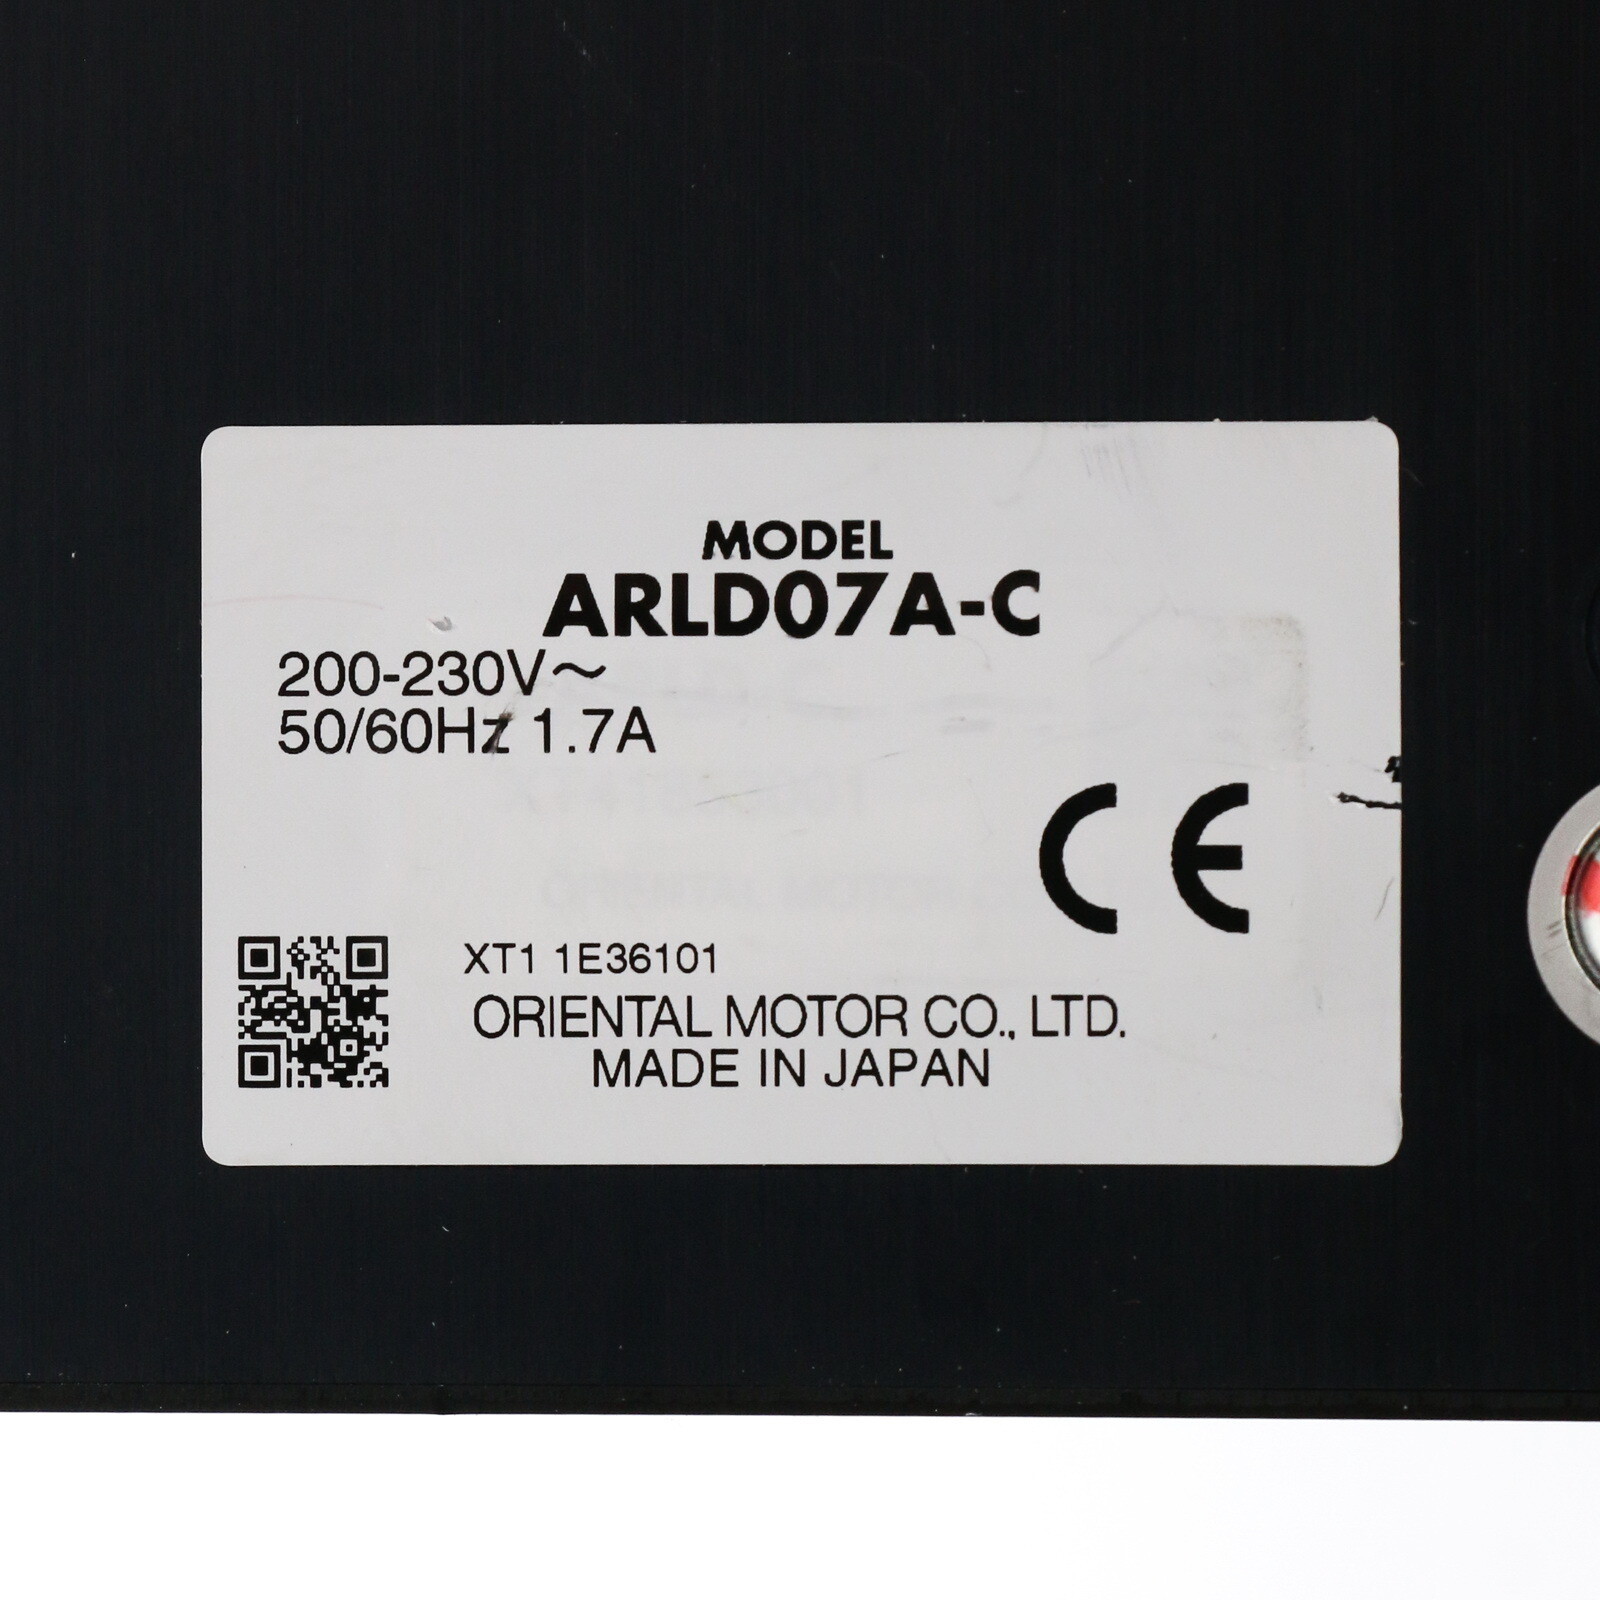 MODEL
ARLD07A-C
200-230V～
50/60Hz 1.7A
CE
XT1 1E36101
ORIENTAL MOTOR CO., LTD.
MADE IN JAPAN